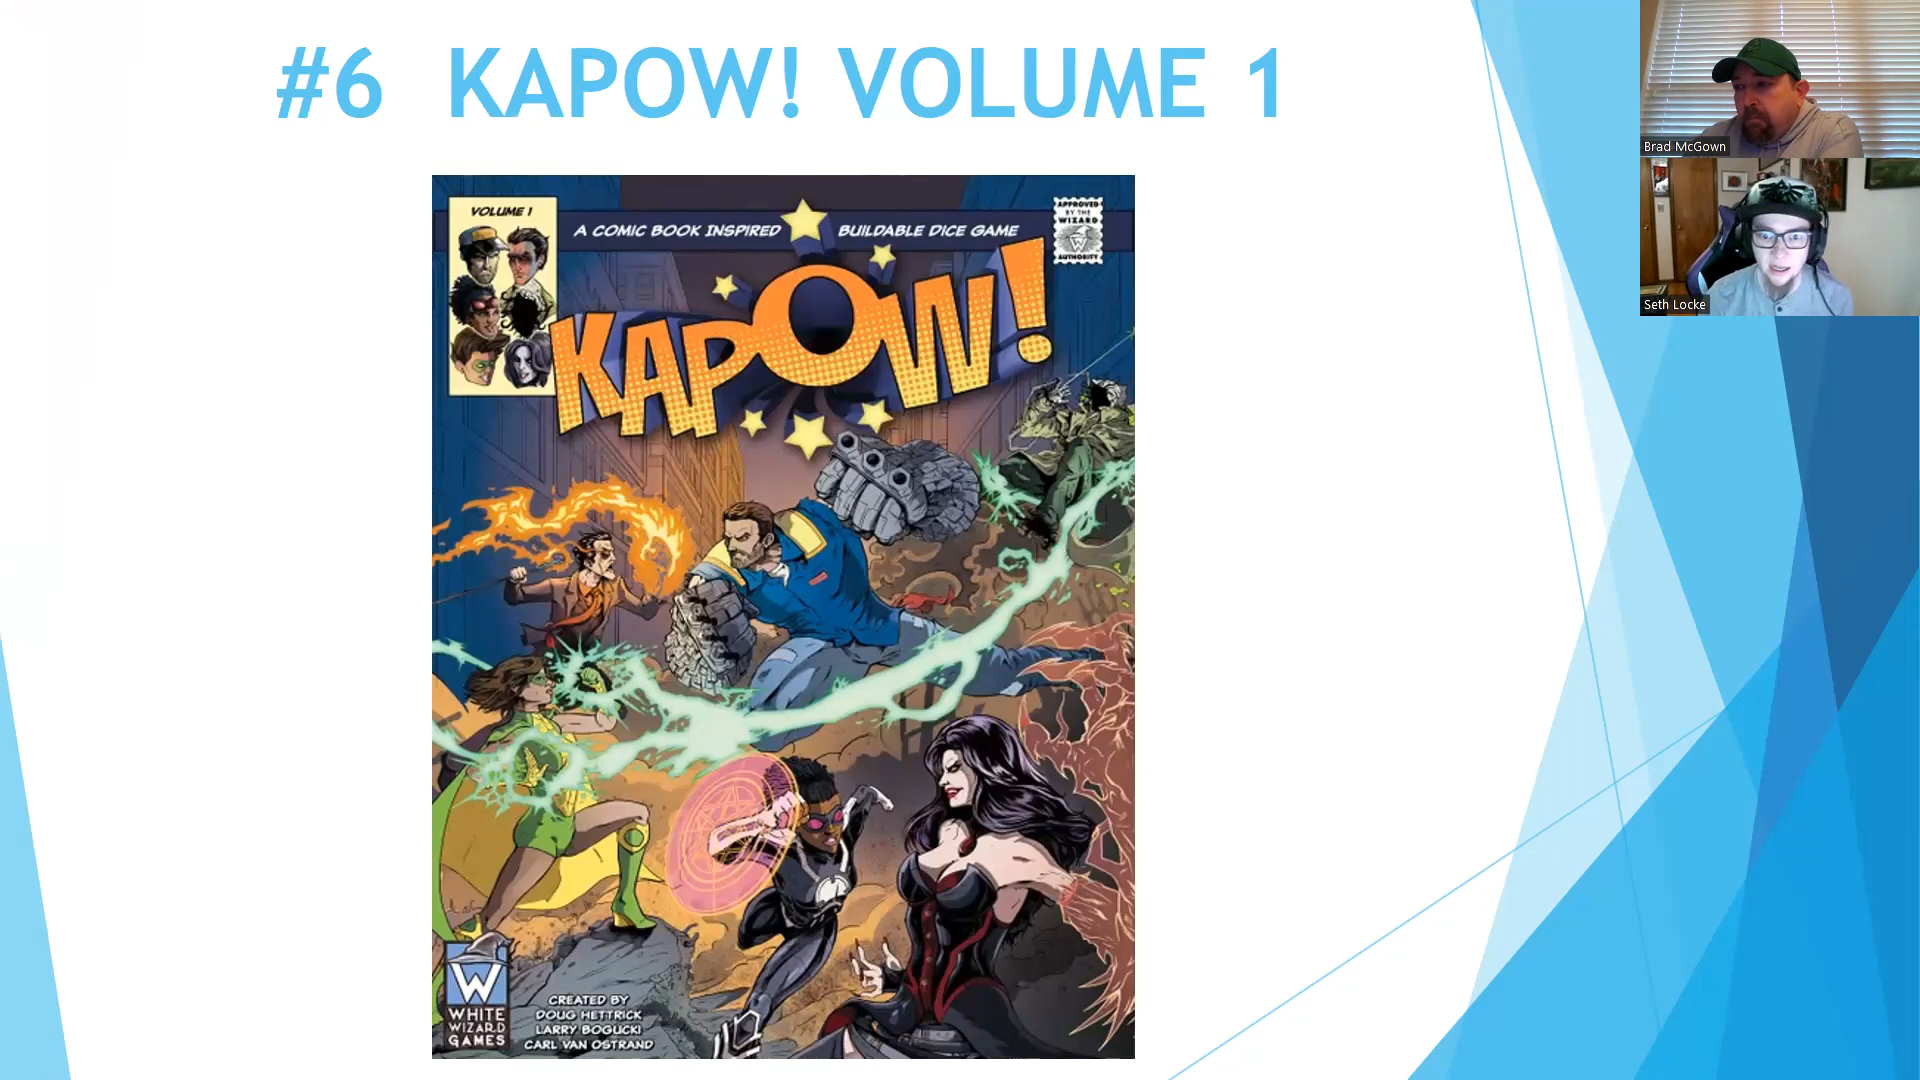 #6 KAPOW! VOLUME 1
VOLUME 1
A COMIC BOOK INSPIRED BUILDABLE DICE GAME
APPROVED
BY THE
WIZARD
W
AUTHORITY
KAPOW!
W
WHITE
WIZARD
GAMES
CREATED BY
DOUG HETTRICK
LARRY BOGUCKI
CARL VAN OSTRAND
Brad McGown
Seth Locke